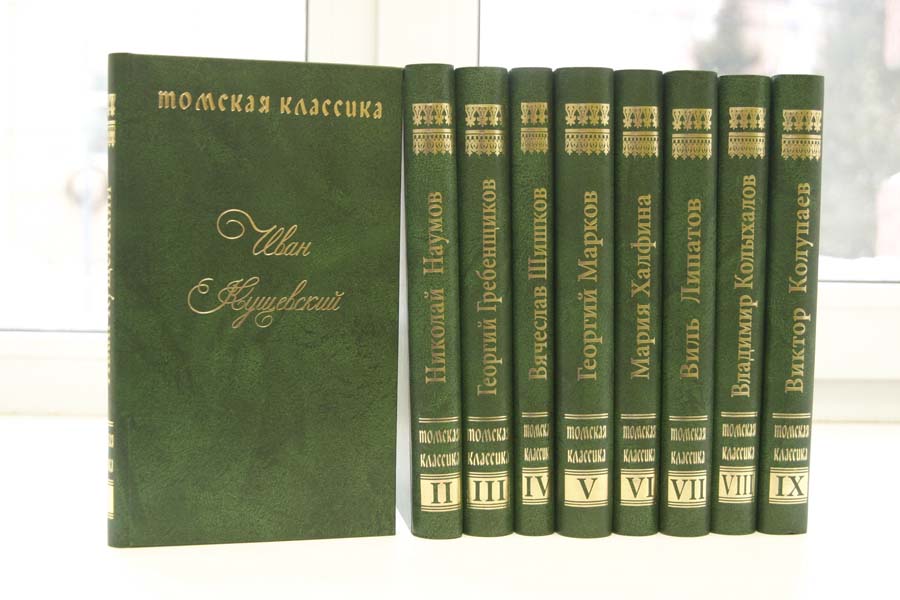 томская классика
Иван
Кущевский
Николай Наумов
томская
классика
II
Георгий Гребенщиков
томская
классика
III
Вячеслав Шишков
томская
классика
IV
Георгий Марков
томская
классика
V
Мария Халфина
томская
классика
VI
Виль Липатов
томская
классика
VII
Владимир Колыхалов
томская
классика
VIII
Виктор Колупаев
томская
классика
IX